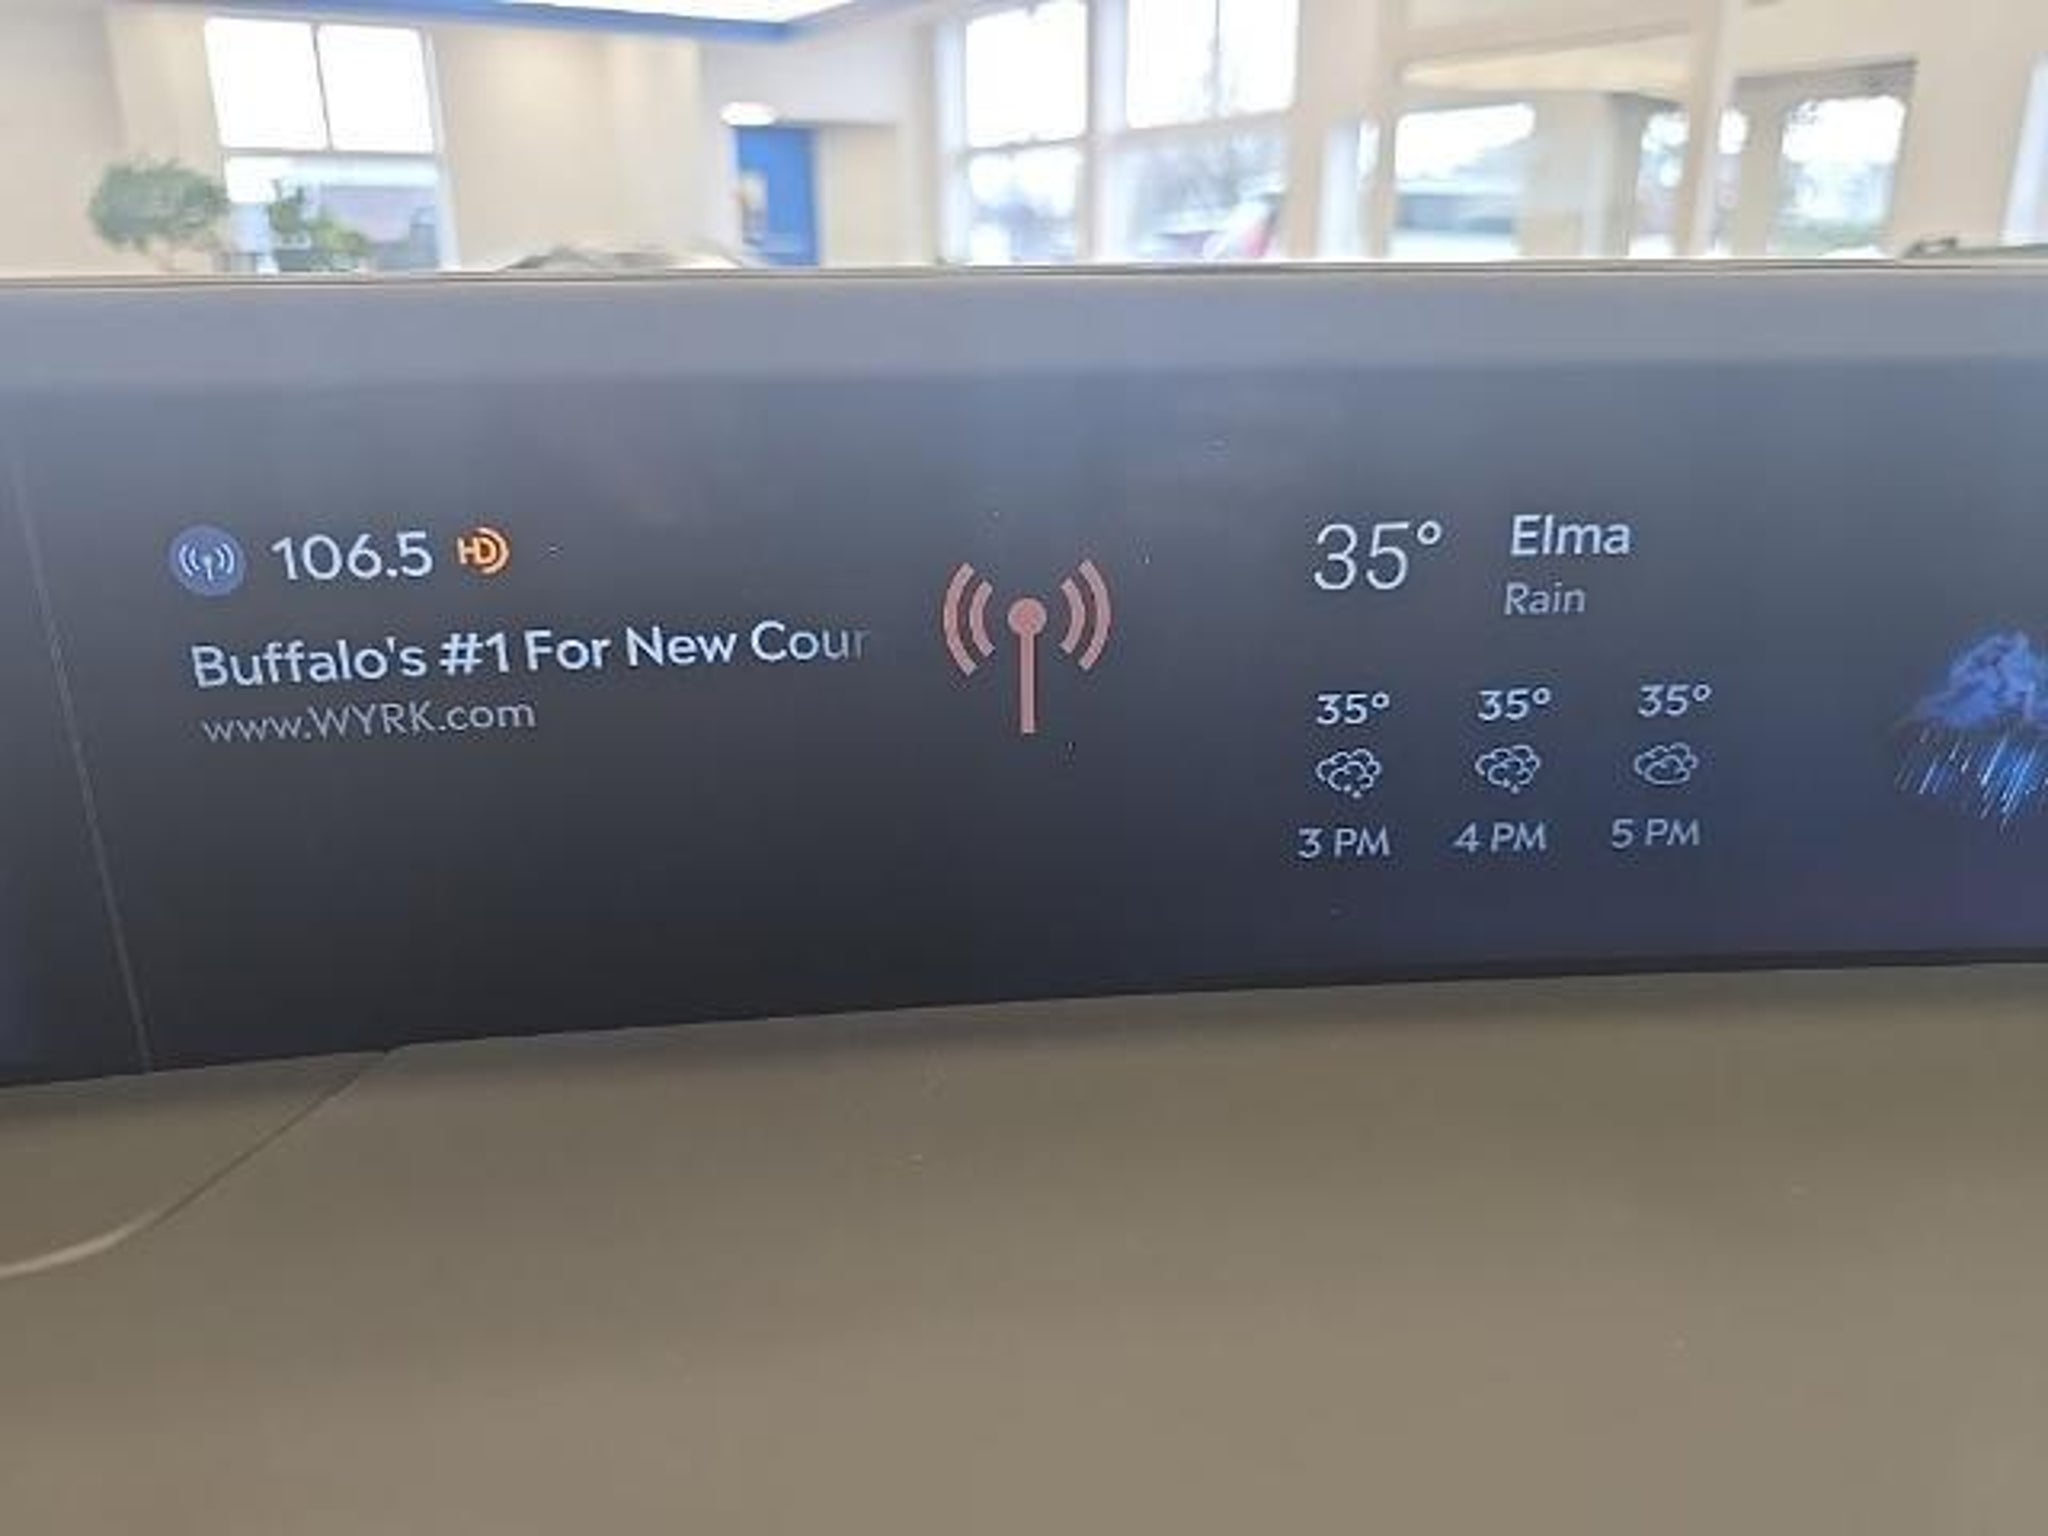 106.5 HD
Buffalo's #1 For New Cour
www.WYRK.com
35° Elma
Rain
35° 35° 35°
3 PM 4 PM 5 PM